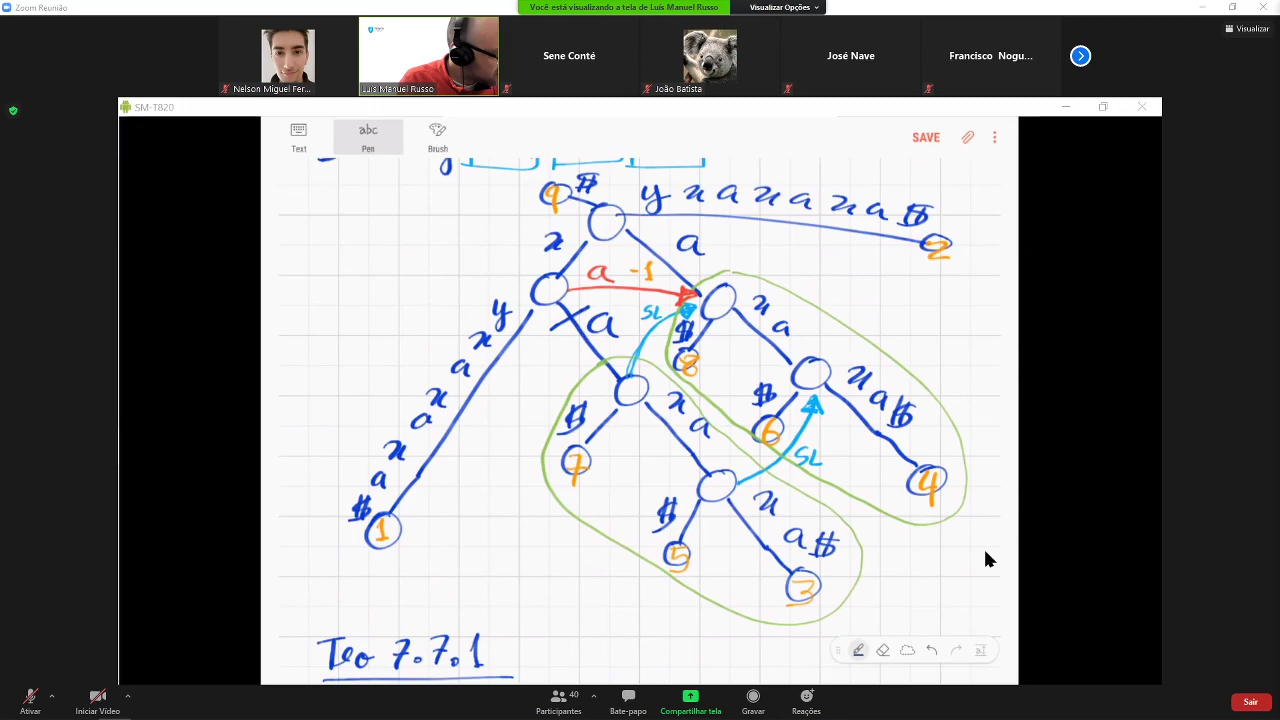 Zoom Reunião
Você está visualizando a tela de Luís Manuel Russo
Visualizar Opções
Visualizar
Nelson Miguel Fer...
Luís Manuel Russo
Sene Conté
João Batista
José Nave
Francisco Nogu...
SM-T820
Text
abc
Pen
Brush
SAVE
y
9 $
y x a x a x a $
2
x
a
a -1
y x a x a x a $
1
a
SL
$
8
x a
$
7
x a
$
6
x a $
4
SL
$
5
x a $
3
Teo 7.7.1
a
Ativar
Iniciar Vídeo
40
Participantes
Bate-papo
Compartilhar tela
Gravar
Reações
Sair